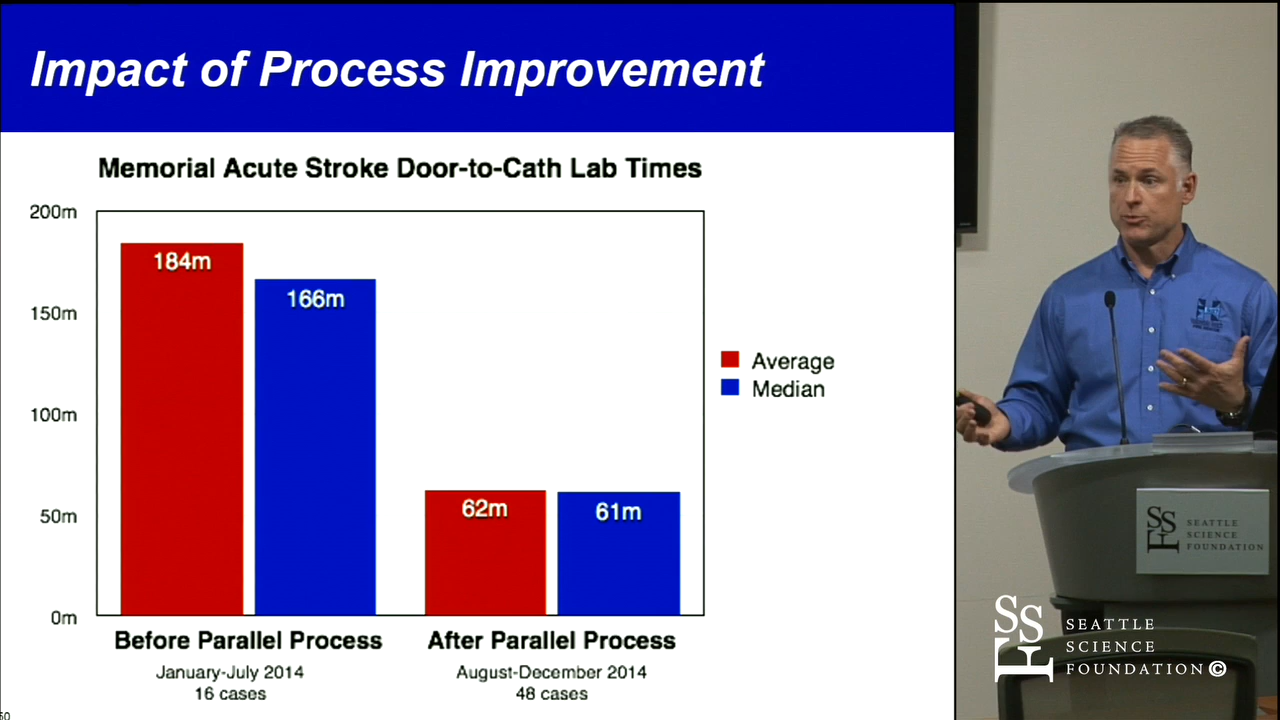 Impact of Process Improvement
Memorial Acute Stroke Door-to-Cath Lab Times
200m
150m
100m
50m
0m
184m
166m
62m
61m
Average
Median
Before Parallel Process
January-July 2014
16 cases
After Parallel Process
August-December 2014
48 cases
SSF
SEATTLE
SCIENCE
FOUNDATION
SSF
SEATTLE
SCIENCE
FOUNDATION©